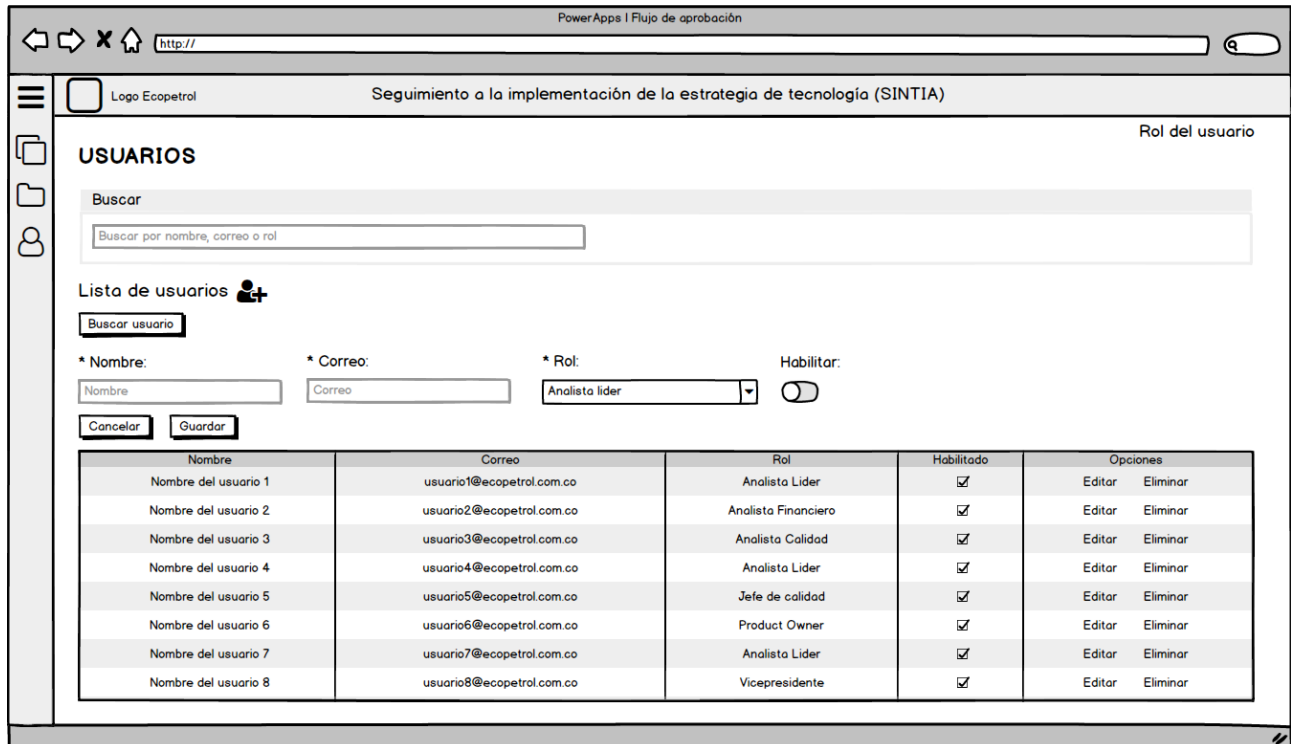 PowerApps | Flujo de aprobación
http://
Logo Ecopetrol Seguimiento a la implementación de la estrategia de tecnología (SINTIA)
Rol del usuario
USUARIOS
Buscar
Buscar por nombre, correo o rol
Lista de usuarios
Buscar usuario
* Nombre: * Correo: * Rol: Habilitar:
Nombre Correo Analista lider
Cancelar Guardar
Nombre Correo Rol Habilitado Opciones
Nombre del usuario 1 usuario1@ecopetrol.com.co Analista Lider Editar Eliminar
Nombre del usuario 2 usuario2@ecopetrol.com.co Analista Financiero Editar Eliminar
Nombre del usuario 3 usuario3@ecopetrol.com.co Analista Calidad Editar Eliminar
Nombre del usuario 4 usuario4@ecopetrol.com.co Analista Lider Editar Eliminar
Nombre del usuario 5 usuario5@ecopetrol.com.co Jefe de calidad Editar Eliminar
Nombre del usuario 6 usuario6@ecopetrol.com.co Product Owner Editar Eliminar
Nombre del usuario 7 usuario7@ecopetrol.com.co Analista Lider Editar Eliminar
Nombre del usuario 8 usuario8@ecopetrol.com.co Vicepresidente Editar Eliminar